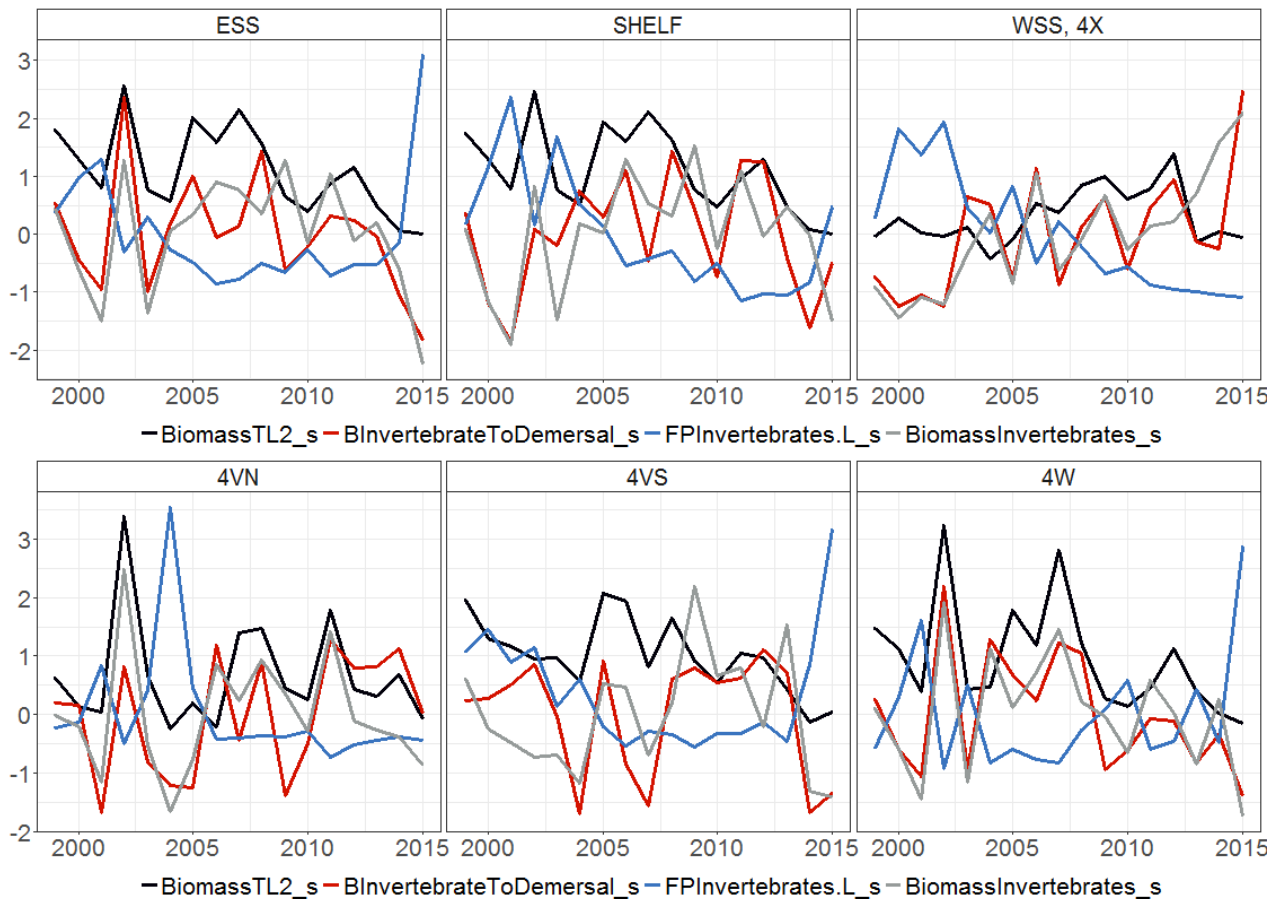 ESS SHELF WSS, 4X
3
2
1
0
-1
-2
2000 2005 2010 2015 2000 2005 2010 2015 2000 2005 2010 2015
BiomassTL2_s BInvertebrateToDemersal_s FPInvertebrates.L_s BiomassInvertebrates_s
4VN 4VS 4W
3
2
1
0
-1
-2
2000 2005 2010 2015 2000 2005 2010 2015 2000 2005 2010 2015
BiomassTL2_s BInvertebrateToDemersal_s FPInvertebrates.L_s BiomassInvertebrates_s